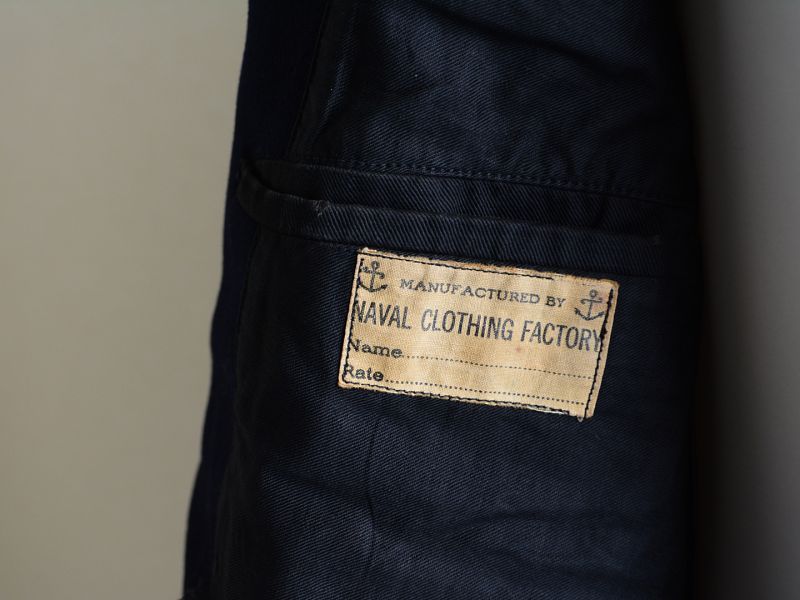 MANUFACTURED BY
NAVAL CLOTHING FACTORY
Name
Rate